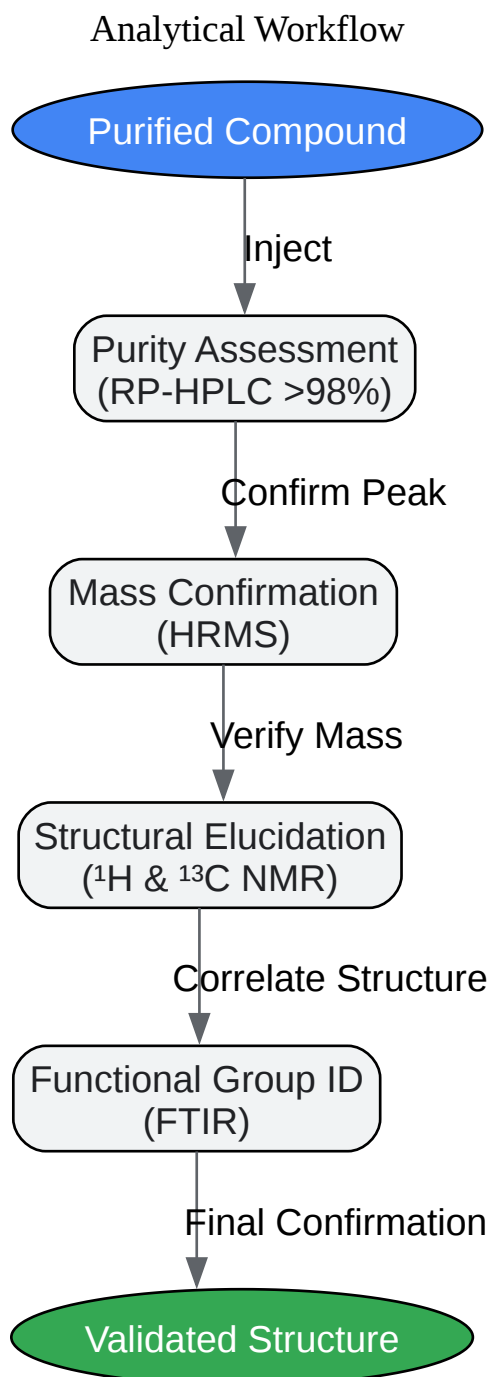 Analytical Workflow
Purified Compound
Inject
Purity Assessment
(RP-HPLC >98%)
Confirm Peak
Mass Confirmation
(HRMS)
Verify Mass
Structural Elucidation
(¹H & ¹³C NMR)
Correlate Structure
Functional Group ID
(FTIR)
Final Confirmation
Validated Structure